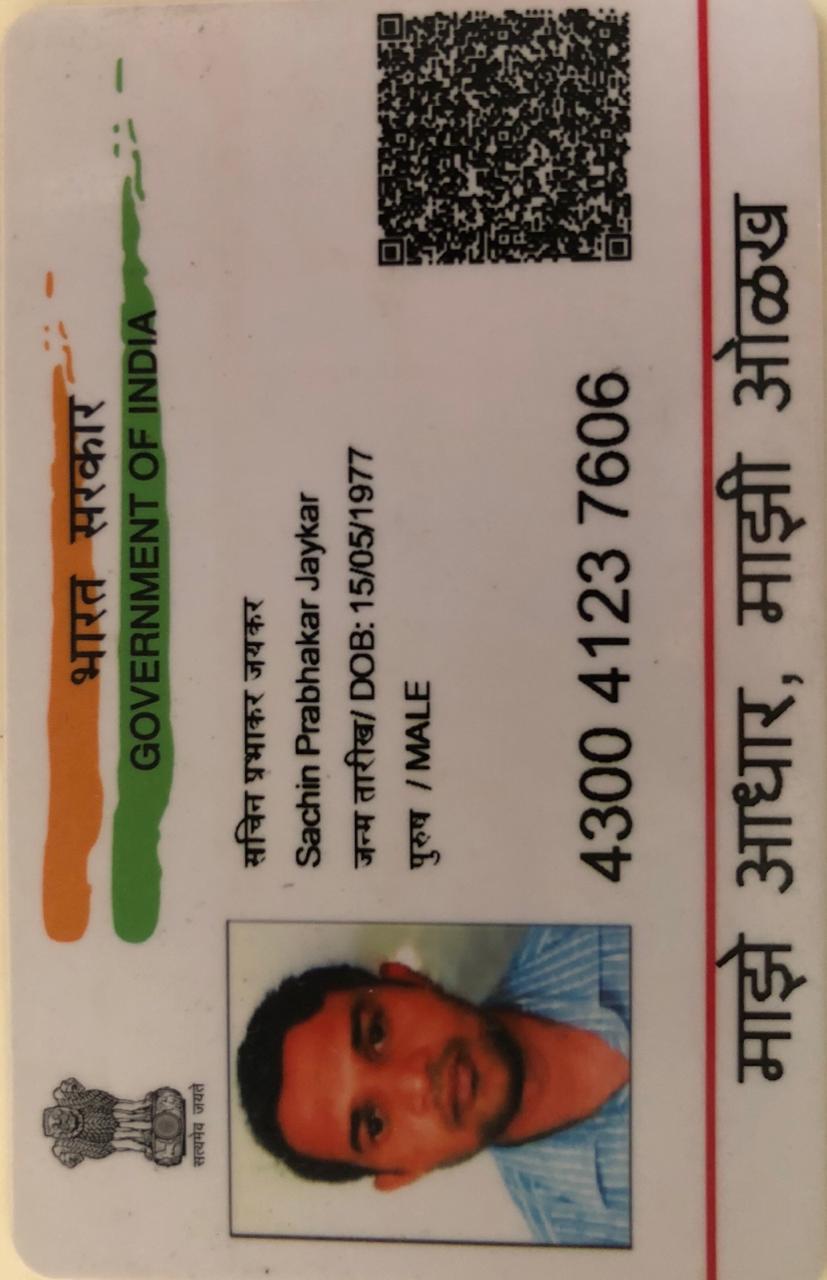 भारत सरकार
GOVERNMENT OF INDIA
सत्यमेव जयते
सचिन प्रभाकर जयकर
Sachin Prabhakar Jaykar
जन्म तारीख/ DOB: 15/05/1977
पुरुष / MALE
4300 4123 7606
माझे आधार, माझी ओळख